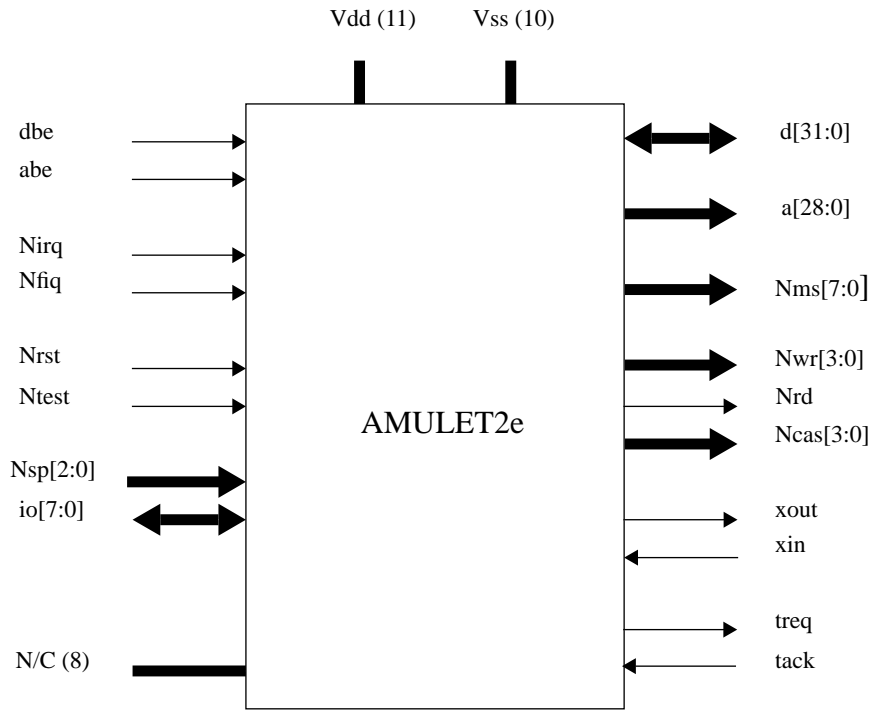 Vdd (11)
Vss (10)
dbe
abe
Nirq
Nfiq
Nrst
Ntest
Nsp[2:0]
io[7:0]
N/C (8)
AMULET2e
d[31:0]
a[28:0]
Nms[7:0]
Nwr[3:0]
Nrd
Ncas[3:0]
xout
xin
treq
tack